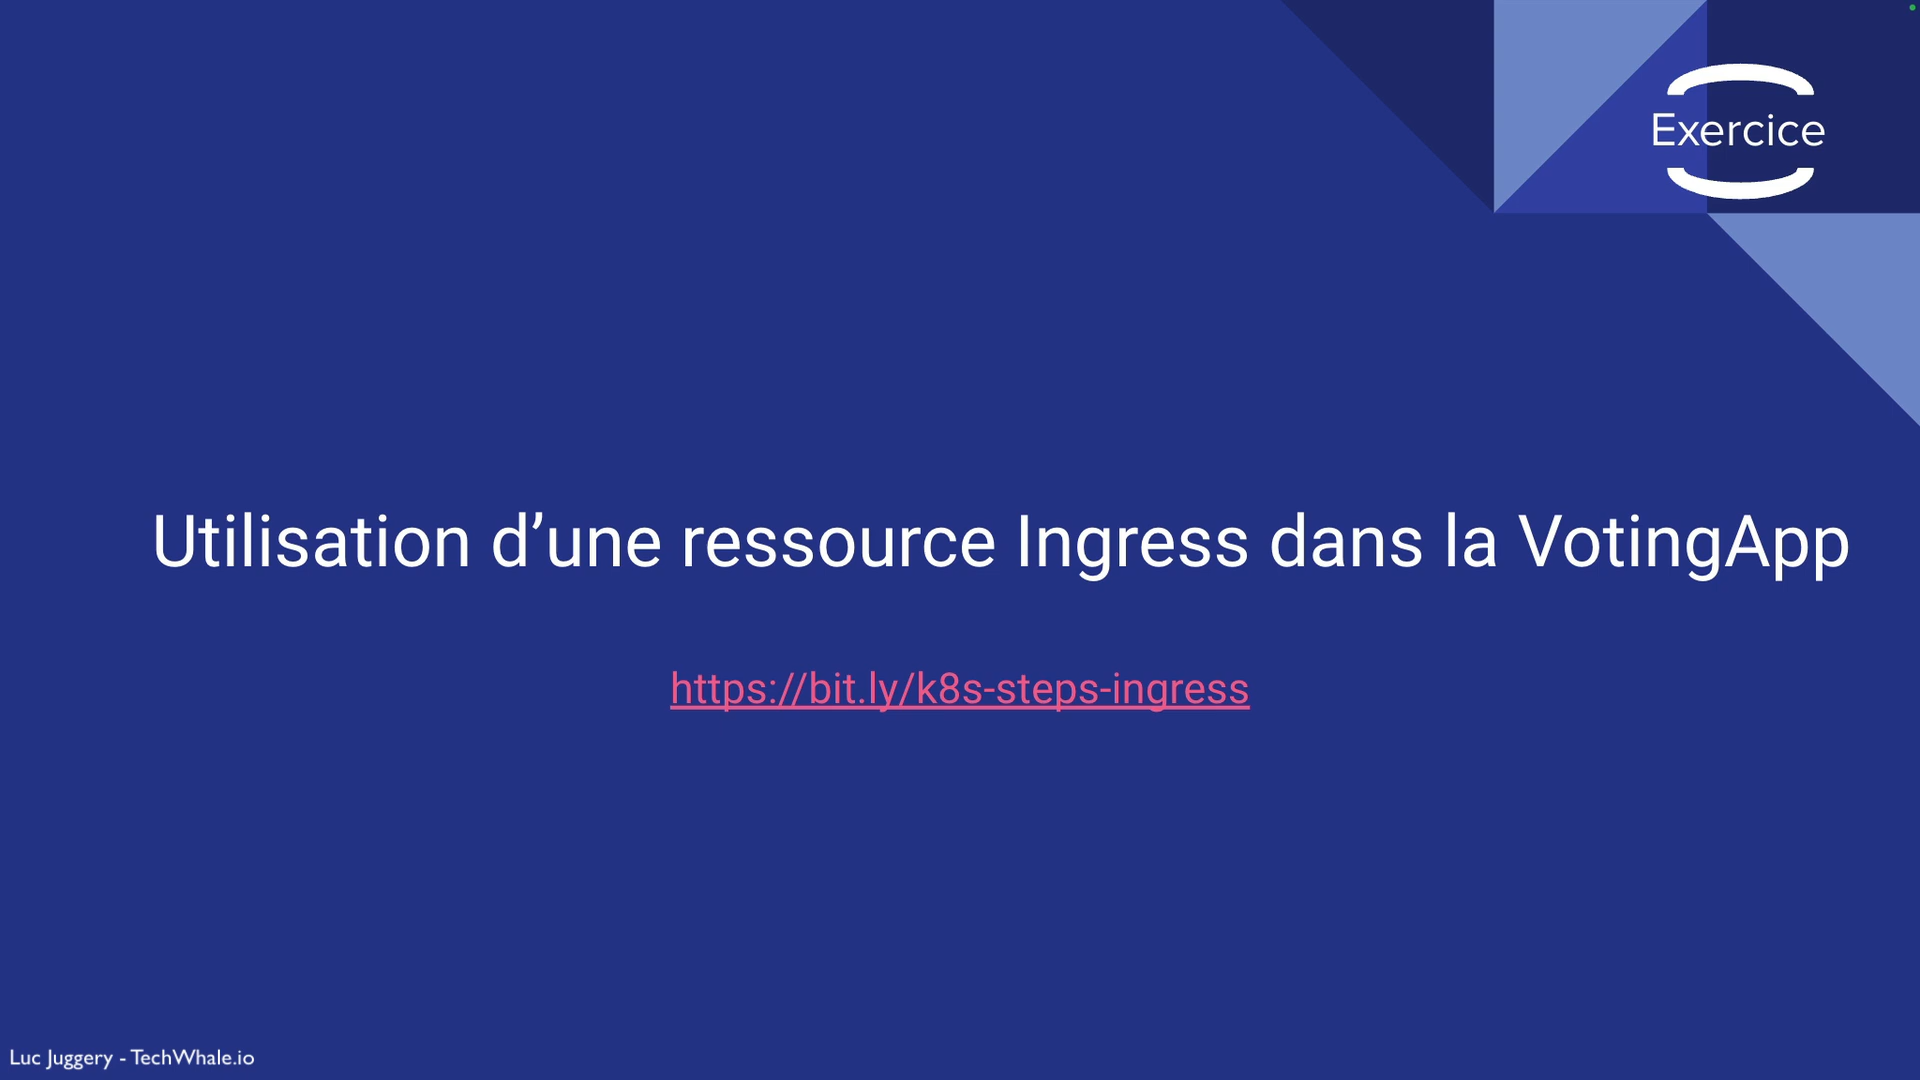 Exercice
Utilisation d’une ressource Ingress dans la VotingApp
https://bit.ly/k8s-steps-ingress
Luc Juggery - TechWhale.io